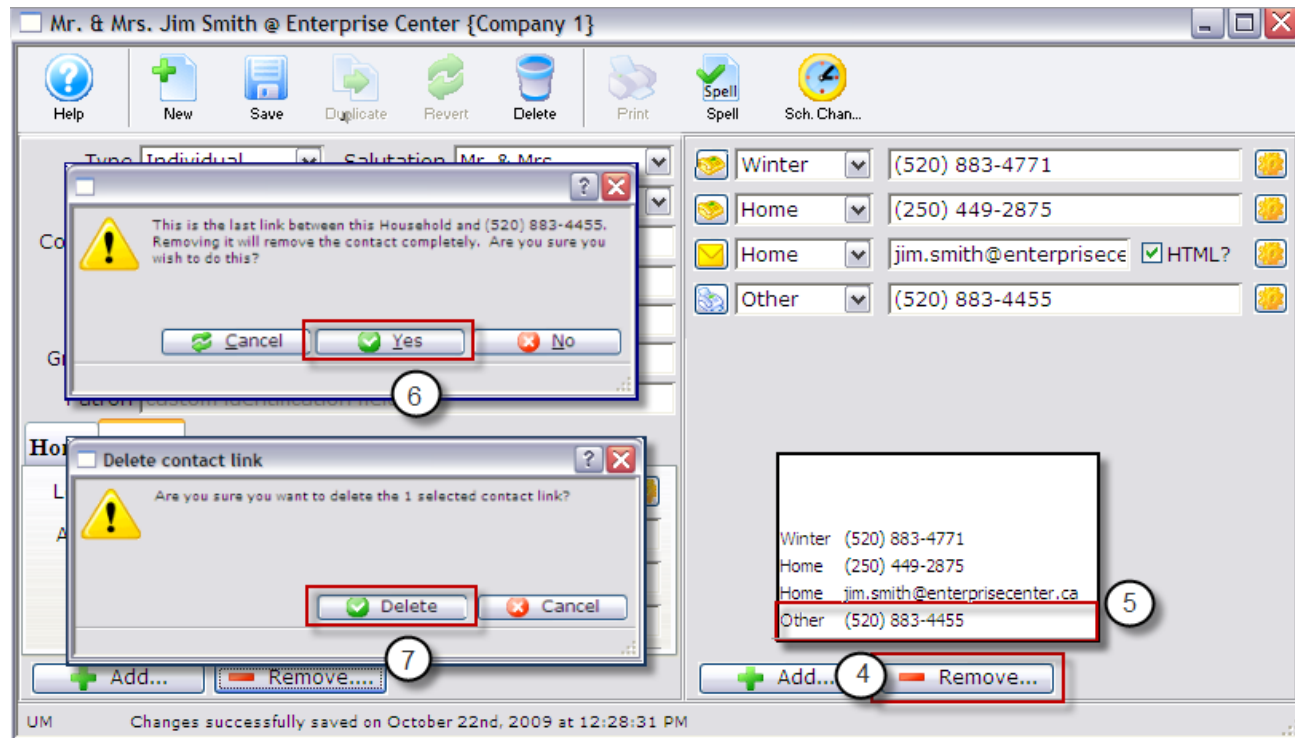 Mr. & Mrs. Jim Smith @ Enterprise Center {Company 1}
Help New Save Duplicate Revert Delete Print Spell Sch. Chan...
Spell
Type Individual Salutation Mr. & Mrs.
This is the last link between this Household and (520) 883-4455.
Removing it will remove the contact completely. Are you sure you
wish to do this?
Cancel Yes No
6
Co
G
Patron custom identification field
Ho
Delete contact link
Are you sure you want to delete the 1 selected contact link?
Delete Cancel
7
L
A
Add... Remove....
Winter (520) 883-4771
Home (250) 449-2875
Home jim.smith@enterprisece HTML?
Other (520) 883-4455
Winter (520) 883-4771
Home (250) 449-2875
Home jim.smith@enterprisecenter.ca
Other (520) 883-4455
5
Add... 4 Remove...
UM Changes successfully saved on October 22nd, 2009 at 12:28:31 PM